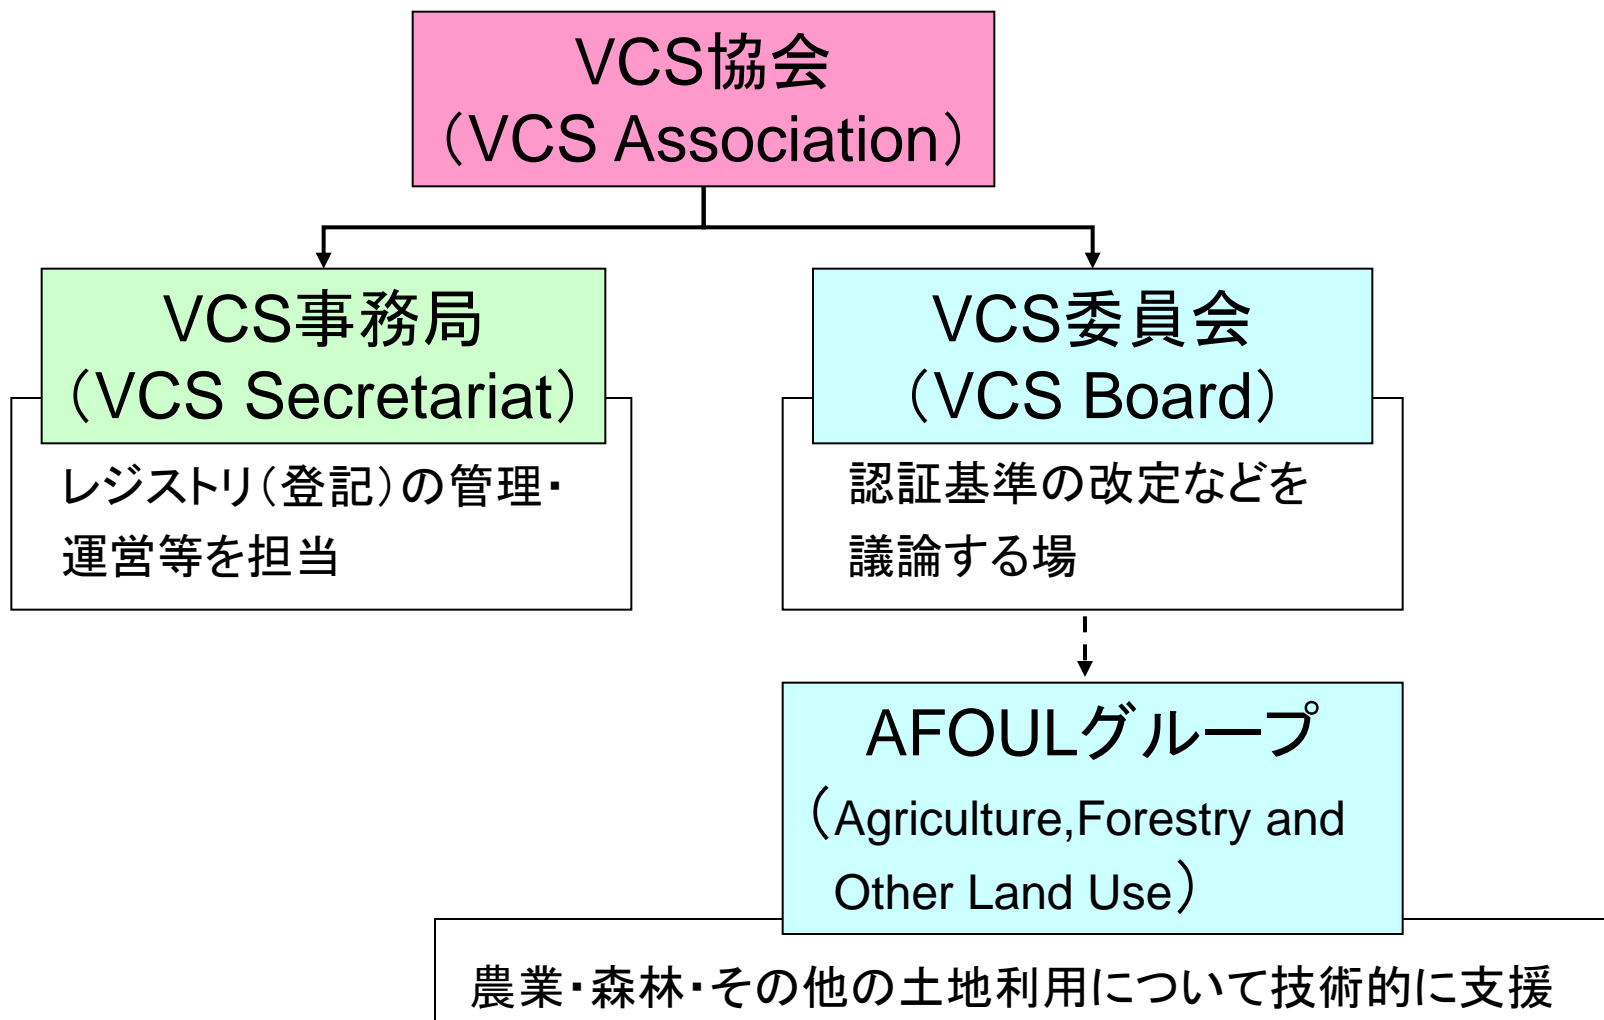 VCS協会
（VCS Association）
VCS事務局
（VCS Secretariat）
レジストリ（登記）の管理・
運営等を担当
VCS委員会
（VCS Board）
認証基準の改定などを
議論する場
AFOULグループ
（Agriculture,Forestry and
Other Land Use）
農業・森林・その他の土地利用について技術的に支援